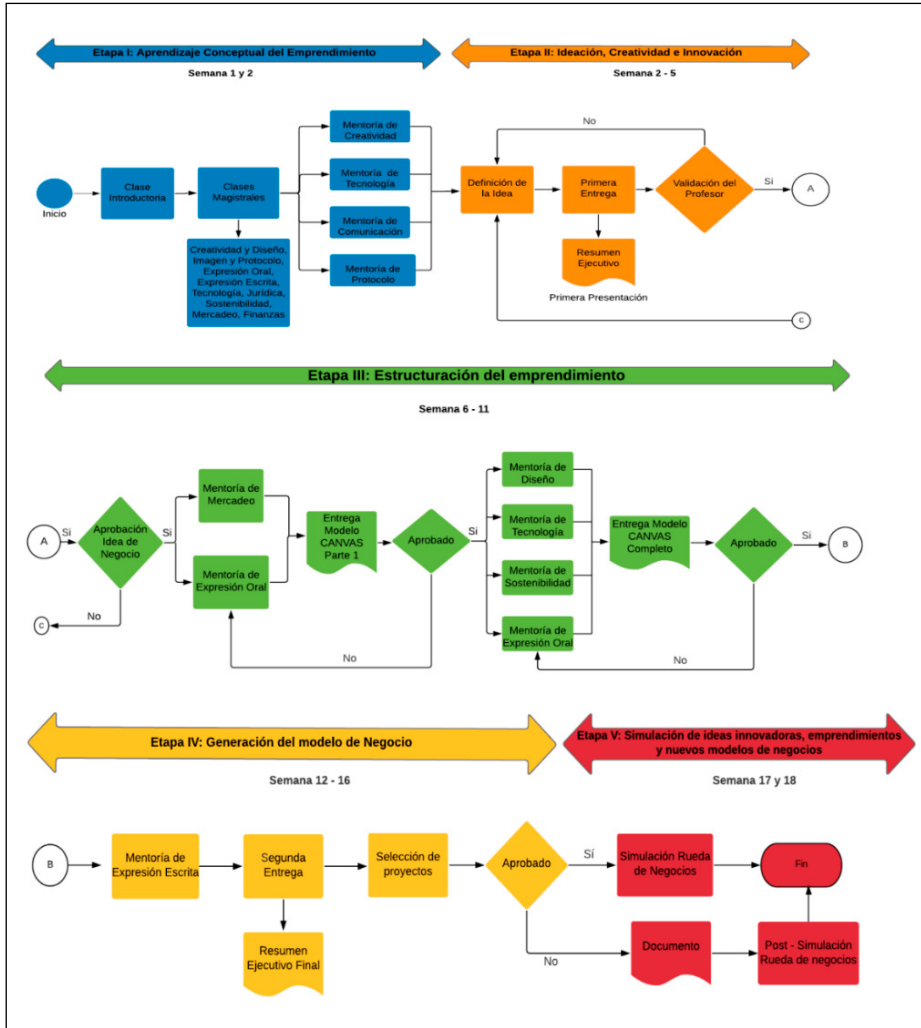 Etapa I: Aprendizaje Conceptual del Emprendimiento
Semana 1 y 2
Etapa II: Ideación, Creatividad e Innovación
Semana 2 - 5
Inicio
Clase
Introductoria
Clases
Magistrales
Creatividad y Diseño,
Imagen y Protocolo,
Expresión Oral,
Expresión Escrita,
Tecnología, Jurídica,
Sostenibilidad,
Mercadeo, Finanzas
Mentoría de
Creatividad
Mentoría de
Tecnología
Mentoría de
Comunicación
Mentoría de
Protocolo
No
Definición de
la Idea
Primera
Entrega
Validación del
Profesor
Si
A
Resumen
Ejecutivo
Primera Presentación
C
Etapa III: Estructuración del emprendimiento
Semana 6 - 11
A
Si
Aprobación
Idea de
Negocio
Si
No
C
Mentoría de
Mercadeo
Mentoría de
Expresión Oral
Entrega
Modelo
CANVAS
Parte 1
Aprobado
Si
No
Mentoría de
Diseño
Mentoría de
Tecnología
Mentoría de
Sostenibilidad
Mentoría de
Expresión Oral
Entrega Modelo
CANVAS
Completo
Aprobado
Si
B
No
Etapa IV: Generación del modelo de Negocio
Semana 12 - 16
Etapa V: Simulación de ideas innovadoras, emprendimientos
y nuevos modelos de negocios
Semana 17 y 18
B
Mentoría de
Expresión Escrita
Segunda
Entrega
Resumen
Ejecutivo Final
Selección de
proyectos
Aprobado
Sí
No
Simulación Rueda
de Negocios
Fin
Documento
Post - Simulación
Rueda de negocios